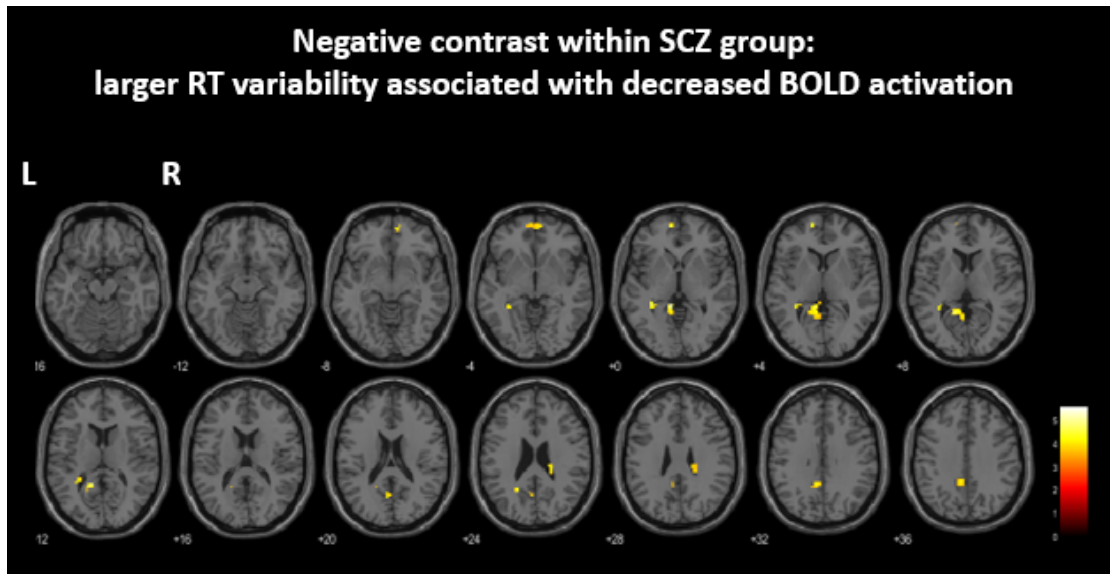 Negative contrast within SCZ group:
larger RT variability associated with decreased BOLD activation
L R
16 -12 -8 -4 +0 +4 +8
12 +16 +20 +24 +28 +32 +36
5
4
3
2
1
0